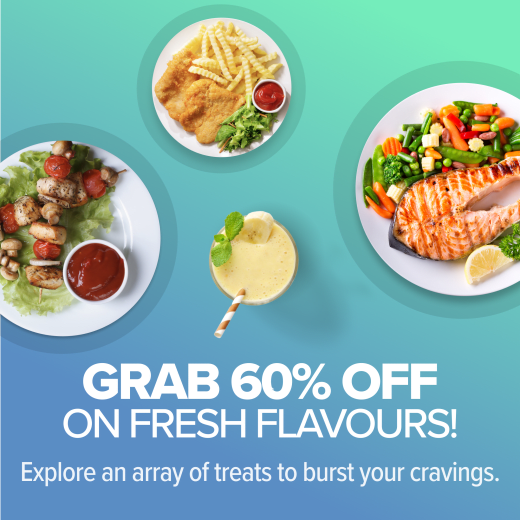 GRAB 60% OFF
ON FRESH FLAVOURS!
Explore an array of treats to burst your cravings.